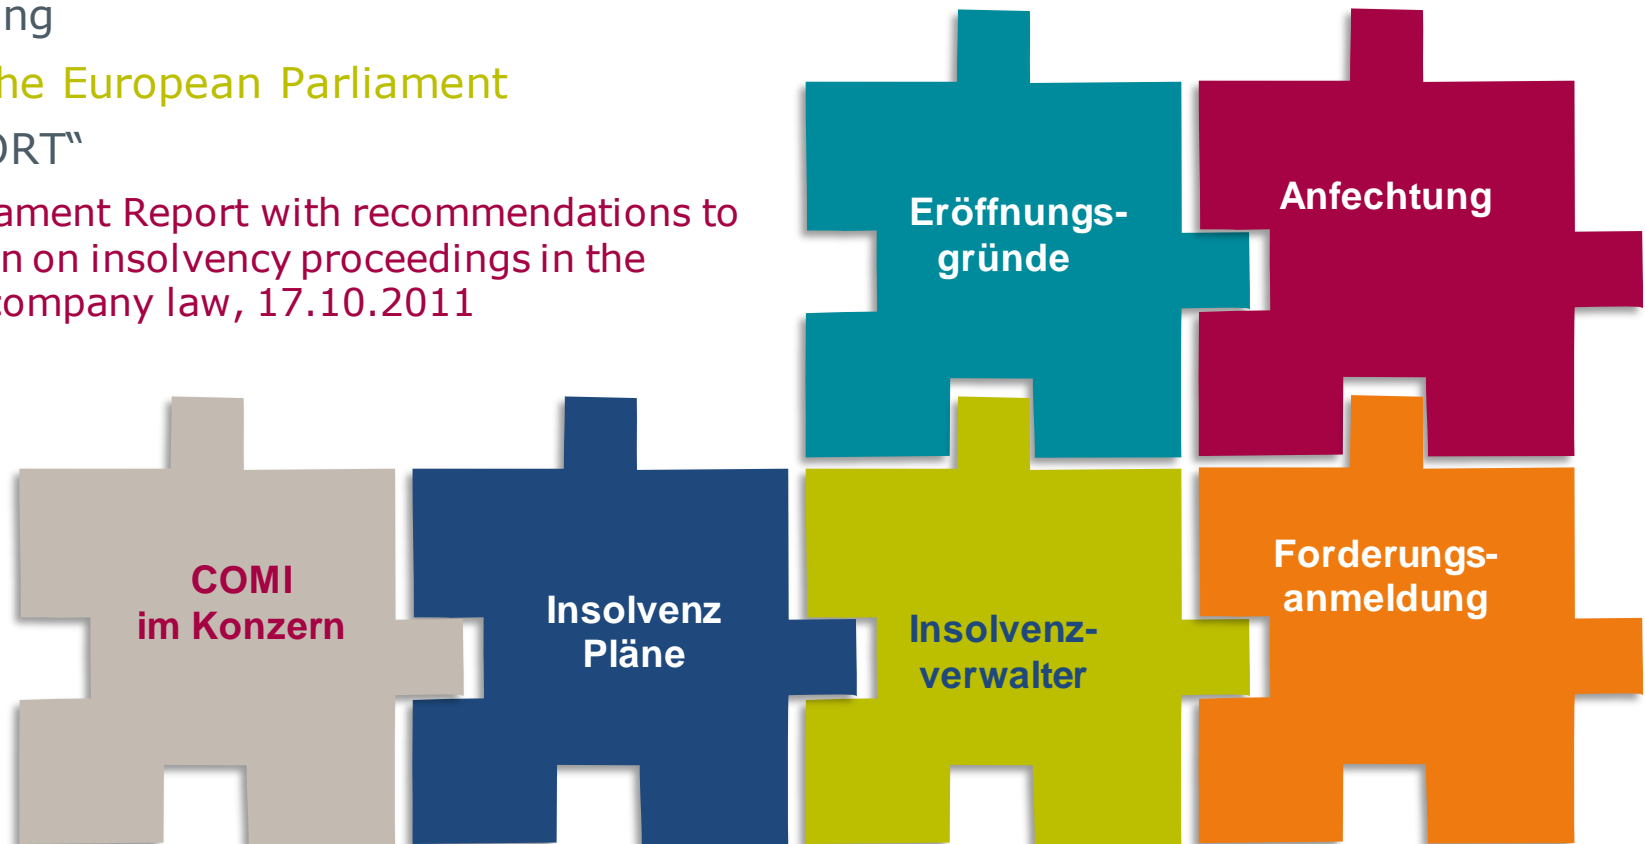 ng
he European Parliament
ORT“
ament Report with recommendations to
n on insolvency proceedings in the
company law, 17.10.2011
Eröffnungs-
gründe
Anfechtung
COMI
im Konzern
Insolvenz
Pläne
Insolvenz-
verwalter
Forderungs-
anmeldung